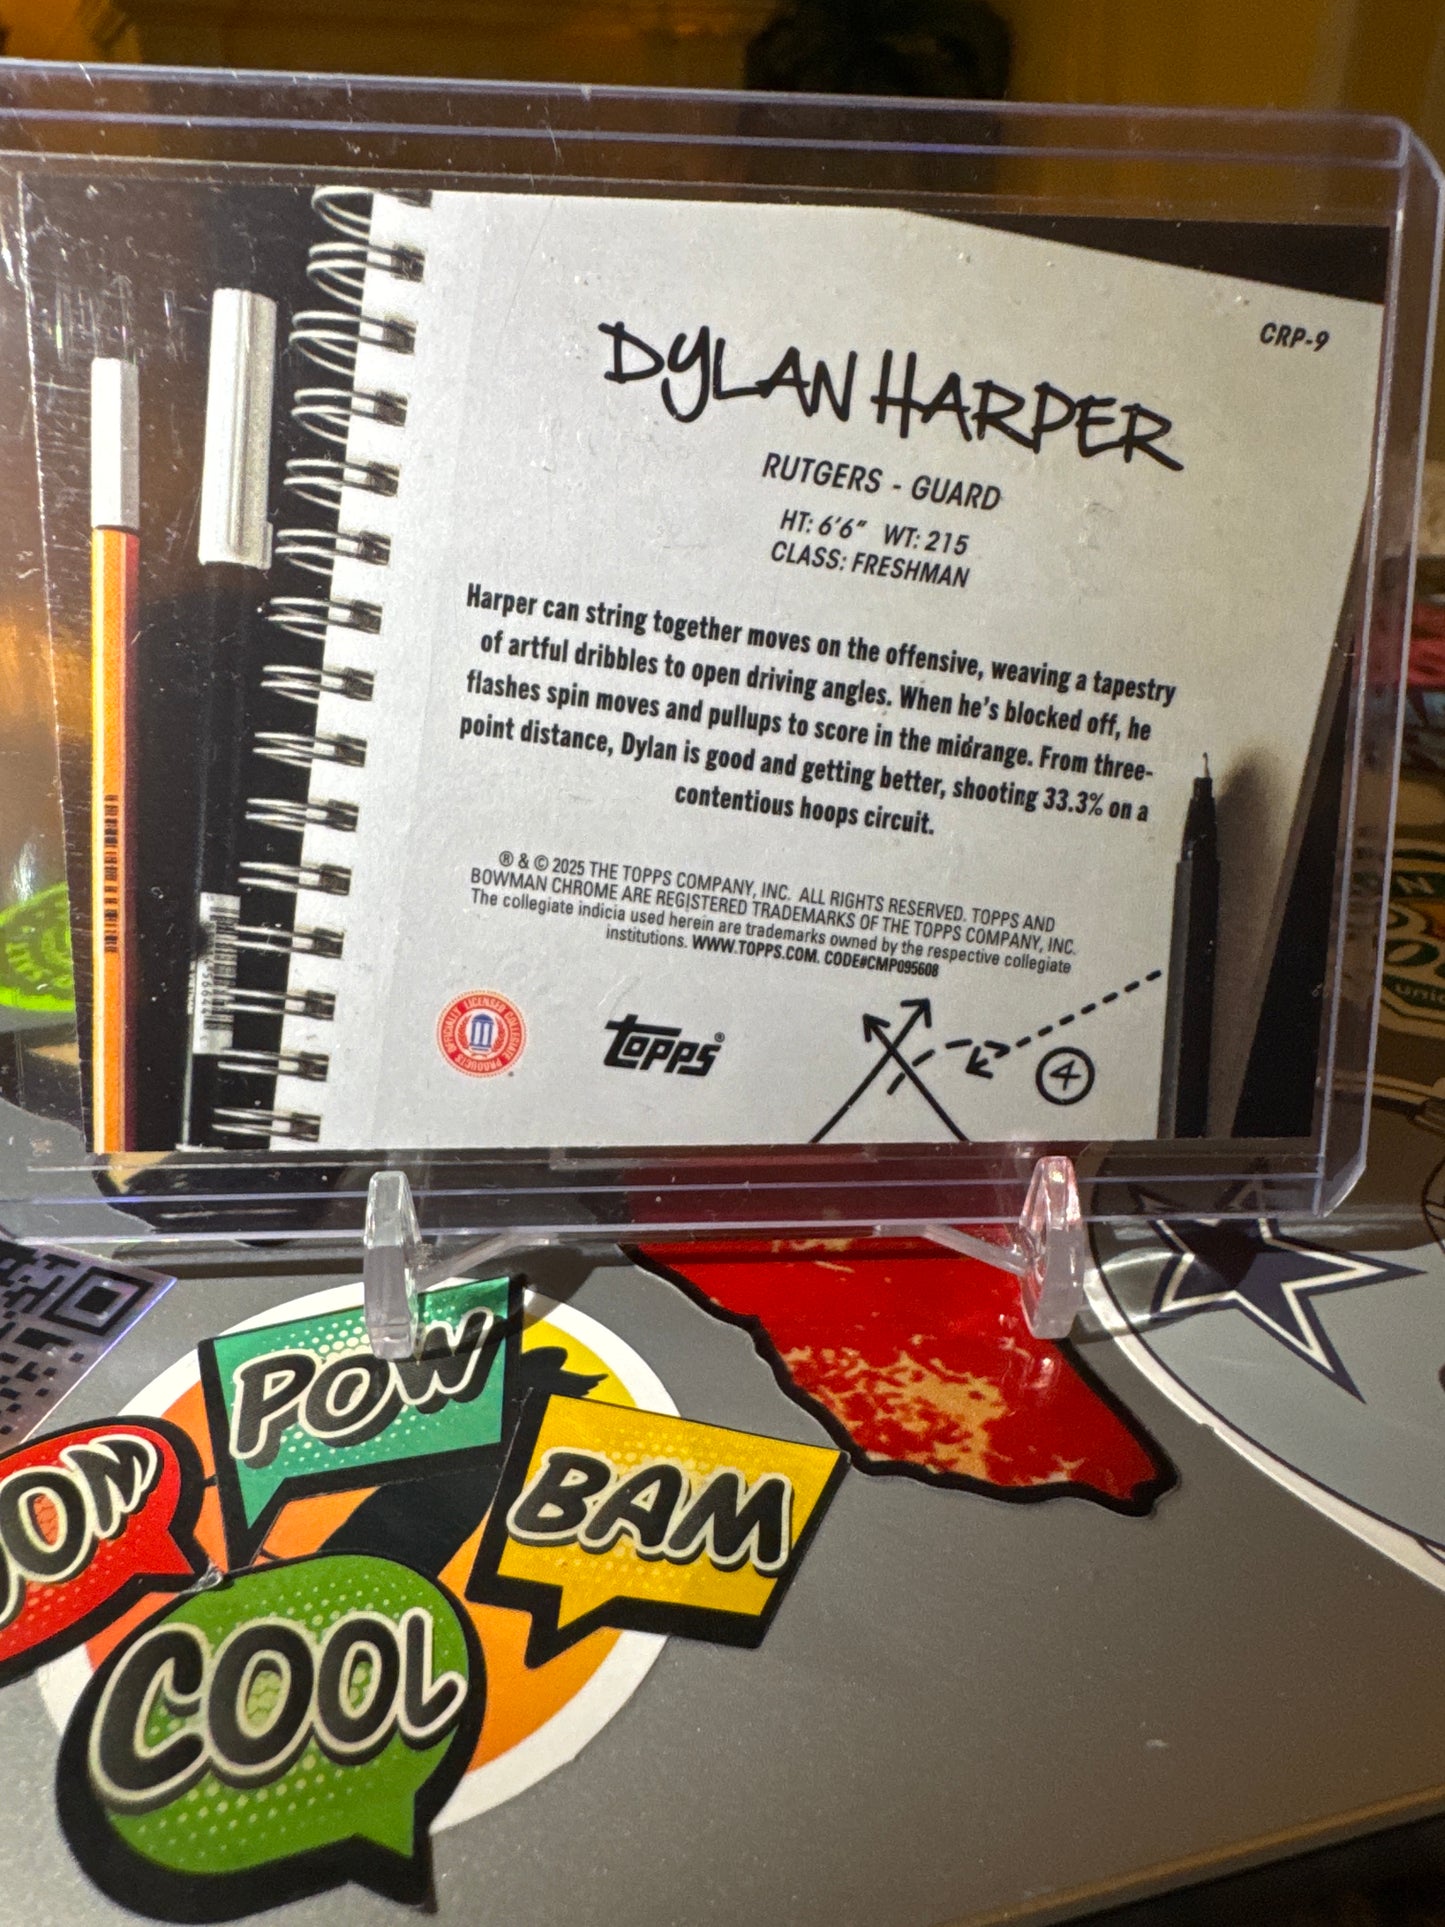 CRP-9
DYLAN HARPER
RUTGERS - GUARD
HT: 6'6" WT: 215
CLASS: FRESHMAN
Harper can string together moves on the offensive, weaving a tapestry
of artful dribbles to open driving angles. When he's blocked off, he
flashes spin moves and pullups to score in the midrange. From three-
point distance, Dylan is good and getting better, shooting 33.3% on a
contentious hoops circuit.
® & © 2025 THE TOPPS COMPANY, INC. ALL RIGHTS RESERVED. TOPPS AND
BOWMAN CHROME ARE REGISTERED TRADEMARKS OF THE TOPPS COMPANY, INC.
The collegiate indicia used herein are trademarks owned by the respective collegiate
institutions. WWW.TOPPS.COM. CODE#CMP095608
OFFICIALLY LICENSED COLLEGIATE PRODUCTS
topps®
4
POW
BAM
OOM
COOL